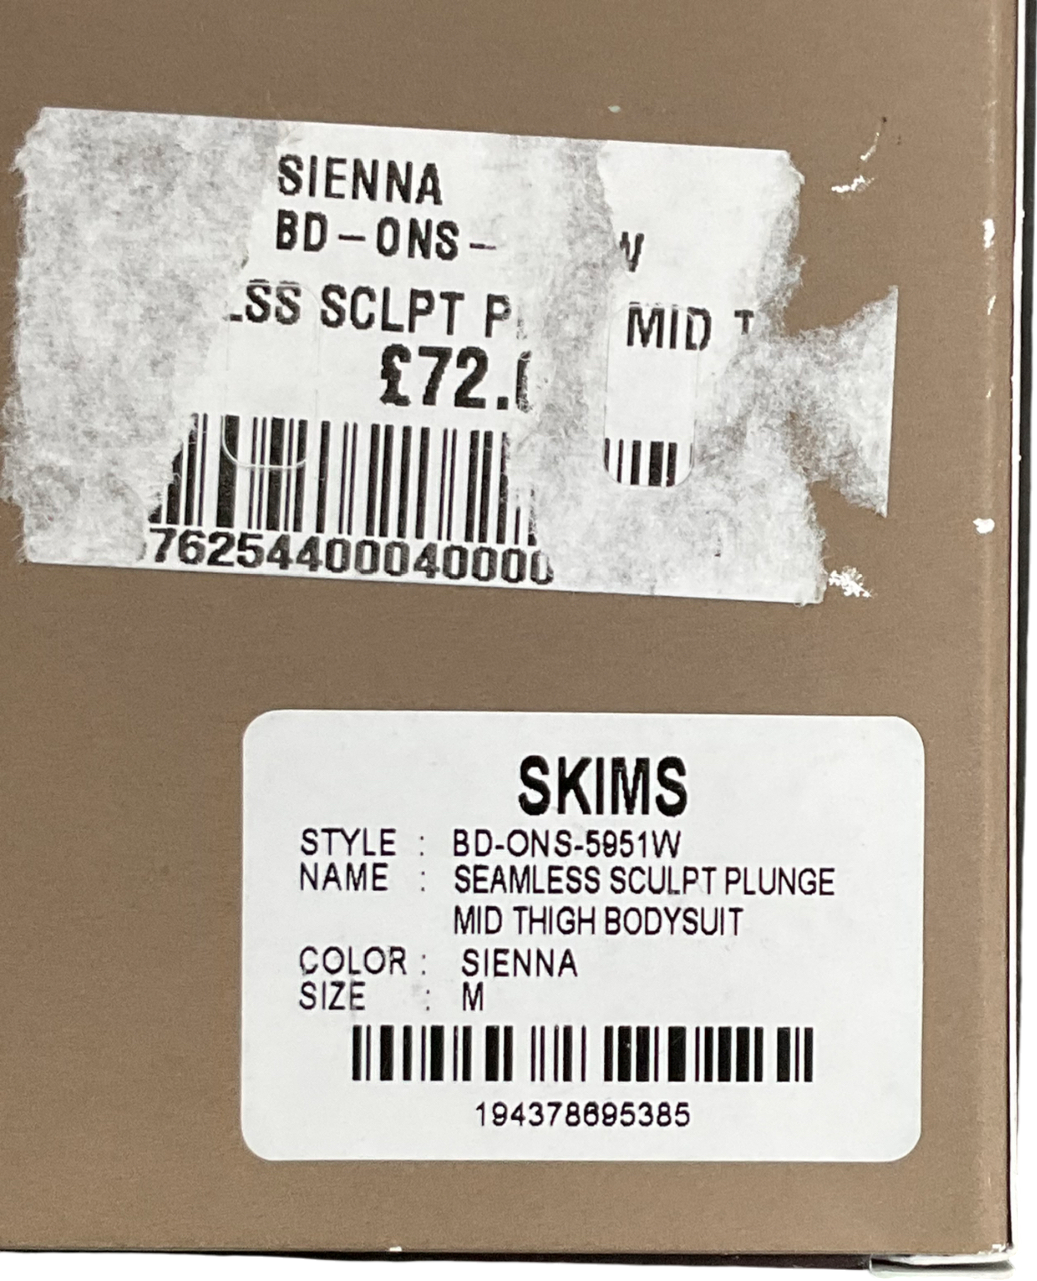 SIENNA
BD-ONS- W
SS SCLPT P MID T
£72.
76254400040000
SKIMS
STYLE : BD-ONS-5951W
NAME : SEAMLESS SCULPT PLUNGE
MID THIGH BODYSUIT
COLOR : SIENNA
SIZE : M
194378695385